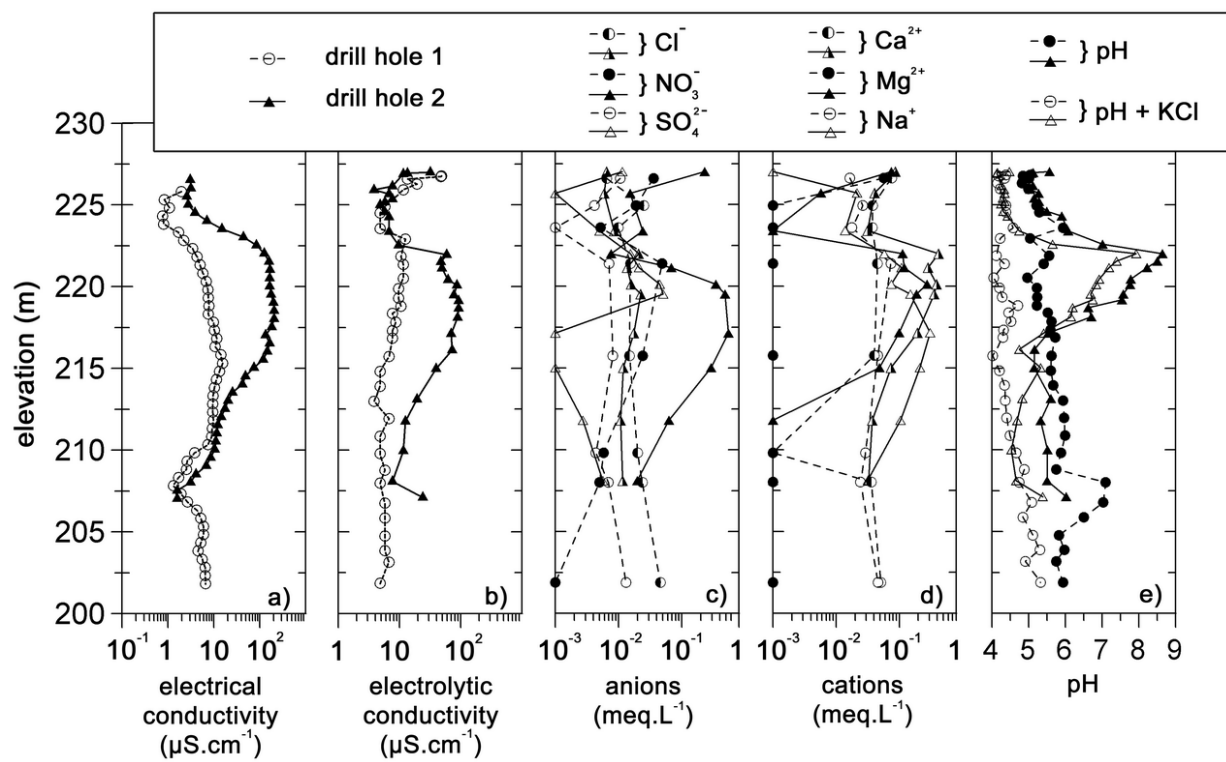 drill hole 1
drill hole 2
} Cl⁻
} NO₃⁻
} SO₄²⁻
} Ca²⁺
} Mg²⁺
} Na⁺
} pH
} pH + KCl
elevation (m)
230
225
220
215
210
205
200
a)
b)
c)
d)
e)
10⁻¹ 1 10 10²
1 10 10²
10⁻³ 10⁻² 10⁻¹ 1
10⁻³ 10⁻² 10⁻¹ 1
4 5 6 7 8 9
electrical
conductivity
(µS.cm⁻¹)
electrolytic
conductivity
(µS.cm⁻¹)
anions
(meq.L⁻¹)
cations
(meq.L⁻¹)
pH